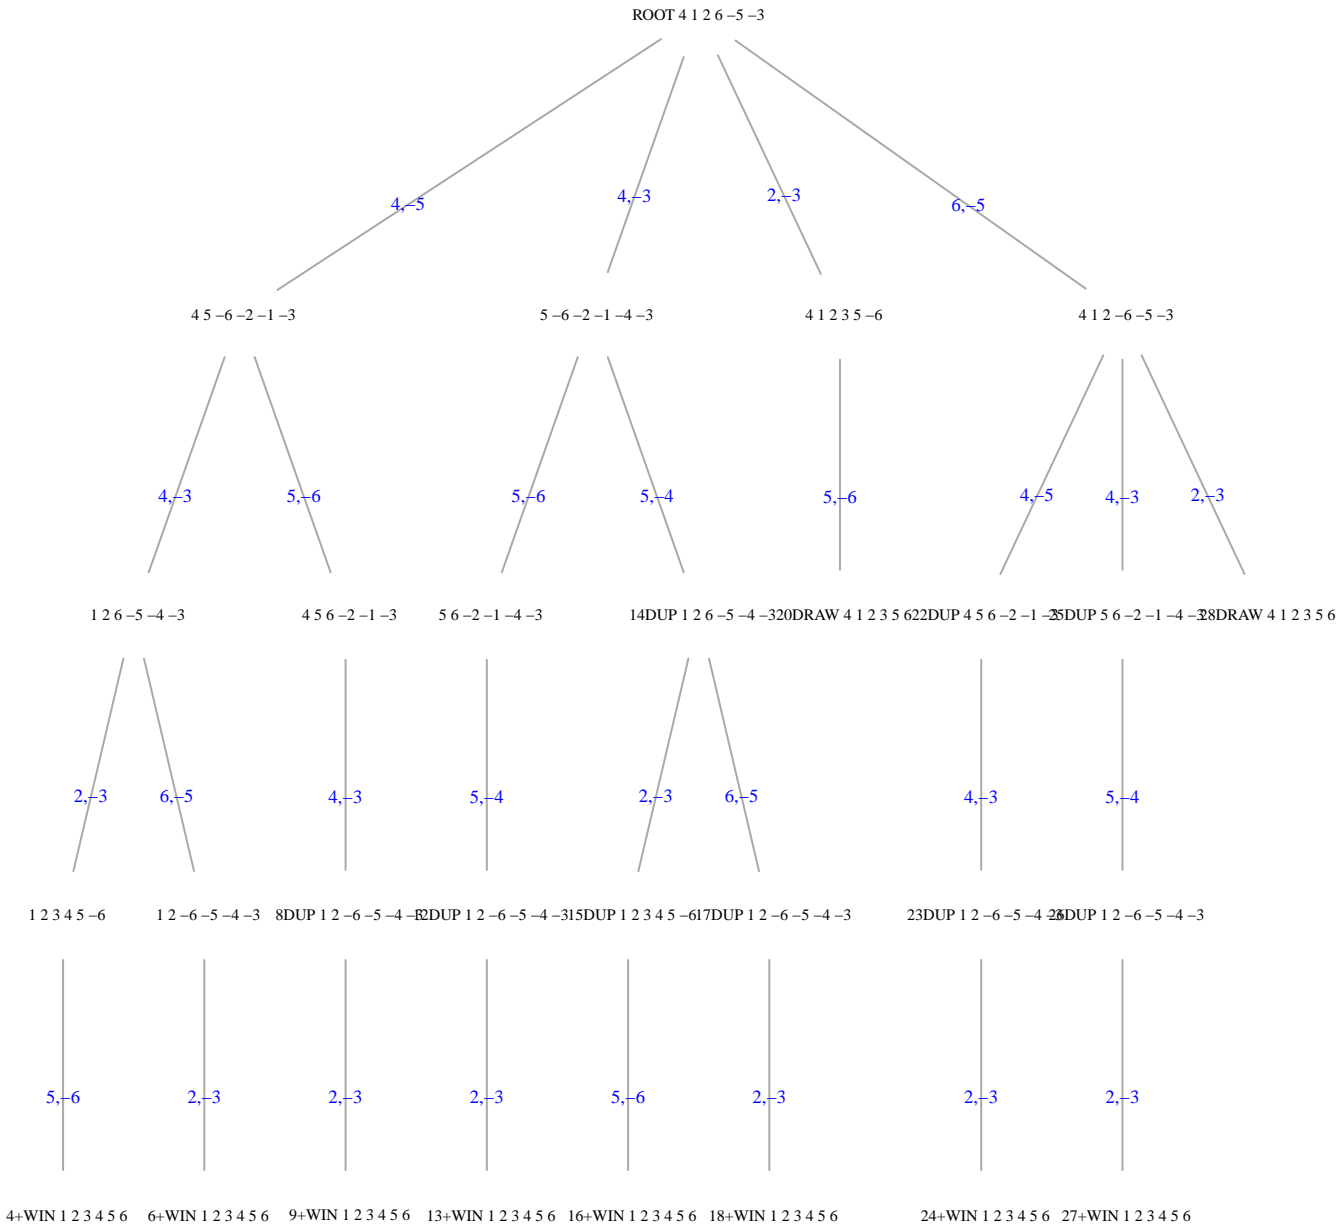 ROOT 4 1 2 6 –5 –3
4,–5
4,–3
2,–3
6,–5
4 5 –6 –2 –1 –3
5 –6 –2 –1 –4 –3
4 1 2 3 5 –6
4 1 2 –6 –5 –3
4,–3
5,–6
5,–6
5,–4
5,–6
4,–5
4,–3
2,–3
1 2 6 –5 –4 –3
4 5 6 –2 –1 –3
5 6 –2 –1 –4 –3
14DUP 1 2 6 –5 –4 –3
20DRAW 4 1 2 3 5 6
22DUP 4 5 6 –2 –1 –3
25DUP 5 6 –2 –1 –4 –3
28DRAW 4 1 2 3 5 6
2,–3
6,–5
4,–3
5,–4
2,–3
6,–5
4,–3
5,–4
1 2 3 4 5 –6
1 2 –6 –5 –4 –3
8DUP 1 2 –6 –5 –4 –3
12DUP 1 2 –6 –5 –4 –3
15DUP 1 2 3 4 5 –6
17DUP 1 2 –6 –5 –4 –3
23DUP 1 2 –6 –5 –4 –3
26DUP 1 2 –6 –5 –4 –3
5,–6
2,–3
2,–3
2,–3
5,–6
2,–3
2,–3
2,–3
4+WIN 1 2 3 4 5 6
6+WIN 1 2 3 4 5 6
9+WIN 1 2 3 4 5 6
13+WIN 1 2 3 4 5 6
16+WIN 1 2 3 4 5 6
18+WIN 1 2 3 4 5 6
24+WIN 1 2 3 4 5 6
27+WIN 1 2 3 4 5 6